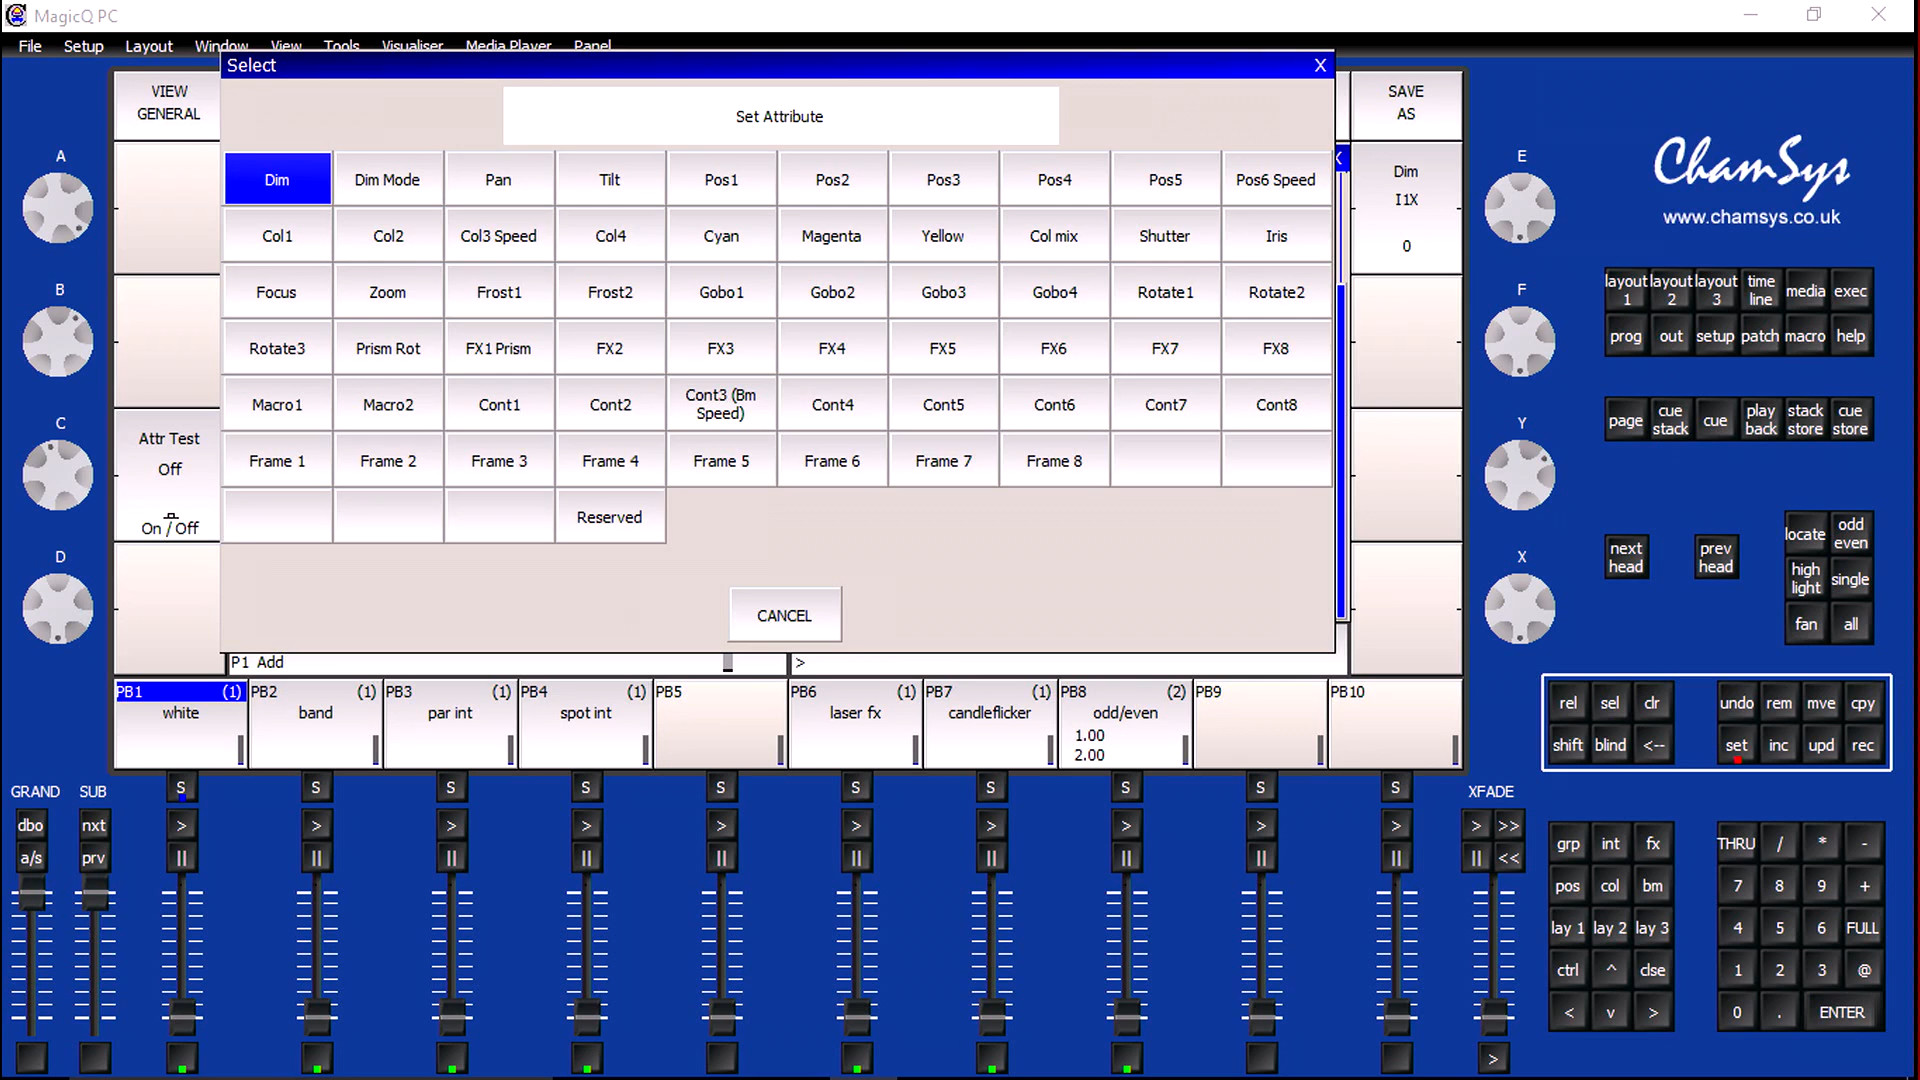 MagicQ PC
File Setup Layout Window View Tools Visualiser Media Player Panel
Select X
Set Attribute
Dim Dim Mode Pan Tilt Pos1 Pos2 Pos3 Pos4 Pos5 Pos6 Speed
Col1 Col2 Col3 Speed Col4 Cyan Magenta Yellow Col mix Shutter Iris
Focus Zoom Frost1 Frost2 Gobo1 Gobo2 Gobo3 Gobo4 Rotate1 Rotate2
Rotate3 Prism Rot FX1 Prism FX2 FX3 FX4 FX5 FX6 FX7 FX8
Macro1 Macro2 Cont1 Cont2 Cont3 (Bm
Speed) Cont4 Cont5 Cont6 Cont7 Cont8
Frame 1 Frame 2 Frame 3 Frame 4 Frame 5 Frame 6 Frame 7 Frame 8
Reserved
CANCEL
VIEW
GENERAL
Attr Test
Off
On / Off
A
B
C
D
SAVE
AS
Dim
I1X
0
E
F
Y
X
ChamSys
www.chamsys.co.uk
layout
1
layout
2
layout
3
time
line
media
exec
prog out setup patch macro help
page
cue
stack
cue
play
back
stack
store
cue
store
next
head
prev
head
locate
odd
even
high
light
single
fan all
P1 Add
>
PB1 (1)
white
PB2 (1)
band
PB3 (1)
par int
PB4 (1)
spot int
PB5
PB6 (1)
laser fx
PB7 (1)
candleflicker
PB8 (2)
odd/even
1.00
2.00
PB9
PB10
rel sel clr undo rem mve cpy
shift blind <-- set inc upd rec
GRAND SUB S S S S S S S S S S XFADE
dbo nxt > > > > > > > > > > > >>
a/s prv || || || || || || || || || || || <<
>
grp int fx THRU / * -
pos col bm 7 8 9 +
lay 1 lay 2 lay 3 4 5 6 FULL
ctrl ^ clse 1 2 3 @
< v > 0 . ENTER